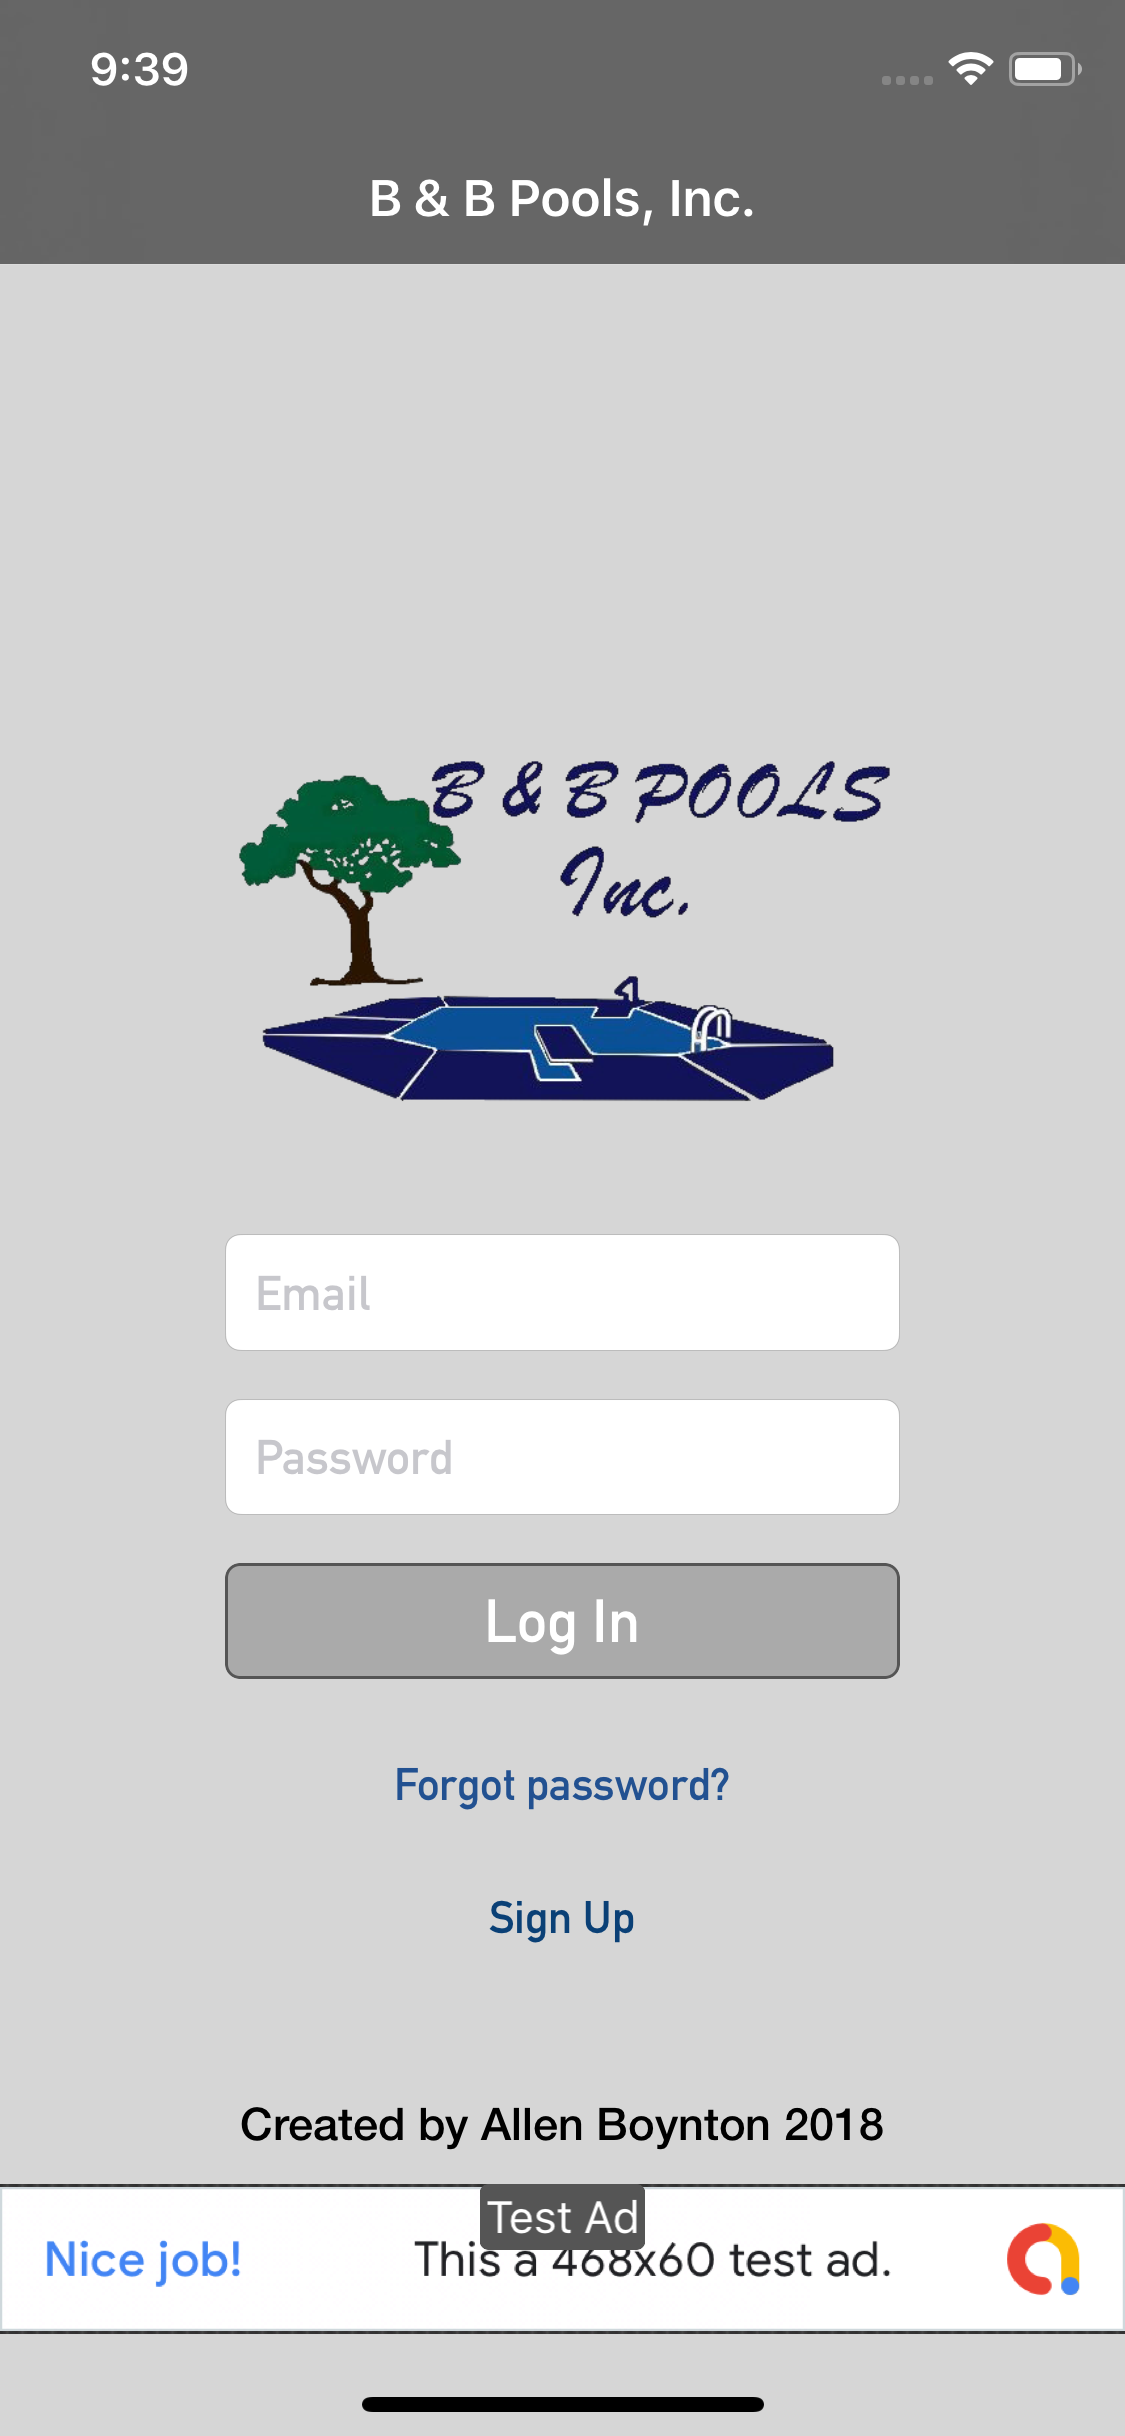 9:39
B & B Pools, Inc.
B & B POOLS
Inc.
Email
Password
Log In
Forgot password?
Sign Up
Created by Allen Boynton 2018
Test Ad
Nice job!
This a 468x60 test ad.